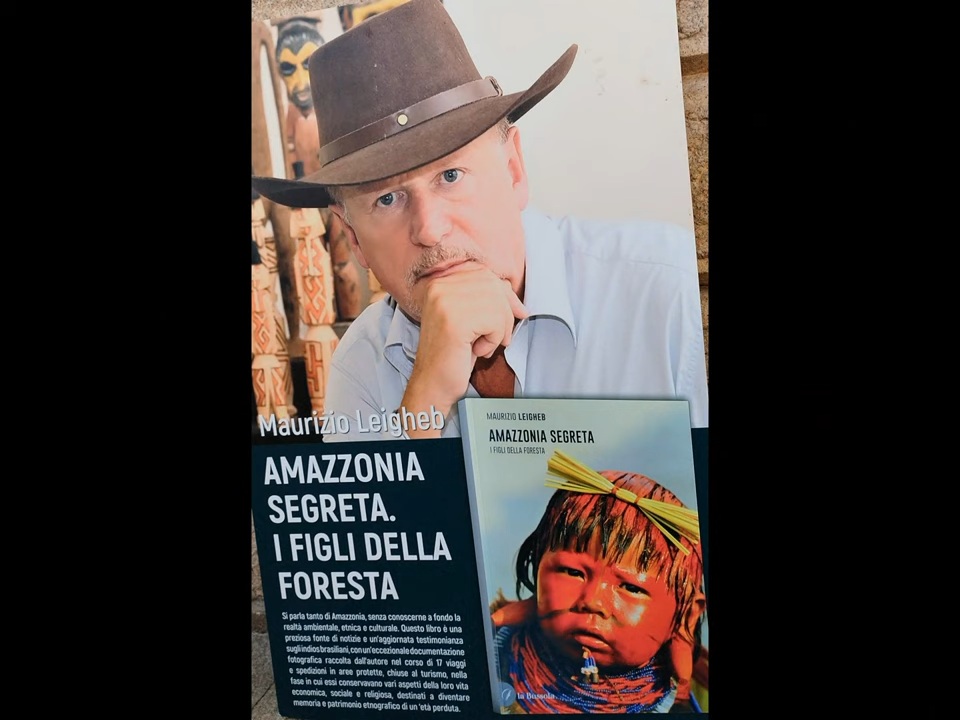 Maurizio Leigheb
AMAZZONIA
SEGRETA.
I FIGLI DELLA
FORESTA
Si parla tanto di Amazzonia, senza conoscerne a fondo la
realtà ambientale, etnica e culturale. Questo libro è una
preziosa fonte di notizie e un'aggiornata testimonianza
sugli indios brasiliani, con un'eccezionale documentazione
fotografica raccolta dall'autore nel corso di 17 viaggi
e spedizioni in aree protette, chiuse al turismo, nella
fase in cui essi conservavano vari aspetti della loro vita
economica, sociale e religiosa, destinati a diventare
memoria e patrimonio etnografico di un 'età perduta.
MAURIZIO LEIGHEB
AMAZZONIA SEGRETA
I FIGLI DELLA FORESTA
la Bussola